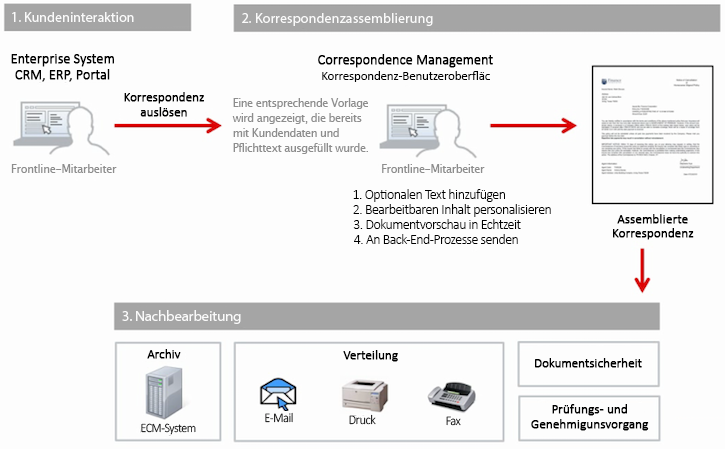 1. Kundeninteraktion
2. Korrespondenzassemblierung
Enterprise System
CRM, ERP, Portal
Frontline-Mitarbeiter
Korrespondenz
auslösen
Correspondence Management
Korrespondenz-Benutzeroberfläc
Eine entsprechende Vorlage
wird angezeigt, die bereits
mit Kundendaten und
Pflichttext ausgefüllt wurde.
Frontline-Mitarbeiter
1. Optionalen Text hinzufügen
2. Bearbeitbaren Inhalt personalisieren
3. Dokumentvorschau in Echtzeit
4. An Back-End-Prozesse senden
Assemblierte
Korrespondenz
3. Nachbearbeitung
Archiv
ECM-System
Verteilung
E-Mail
Druck
Fax
Dokumentsicherheit
Prüfungs- und
Genehmigunsvorgang